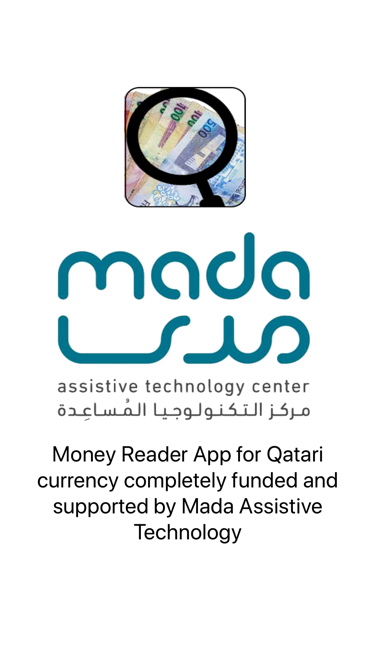 500
mada
مدى
assistive technology center
مركز التكنولوجيا المُساعِدة
Money Reader App for Qatari
currency completely funded and
supported by Mada Assistive
Technology